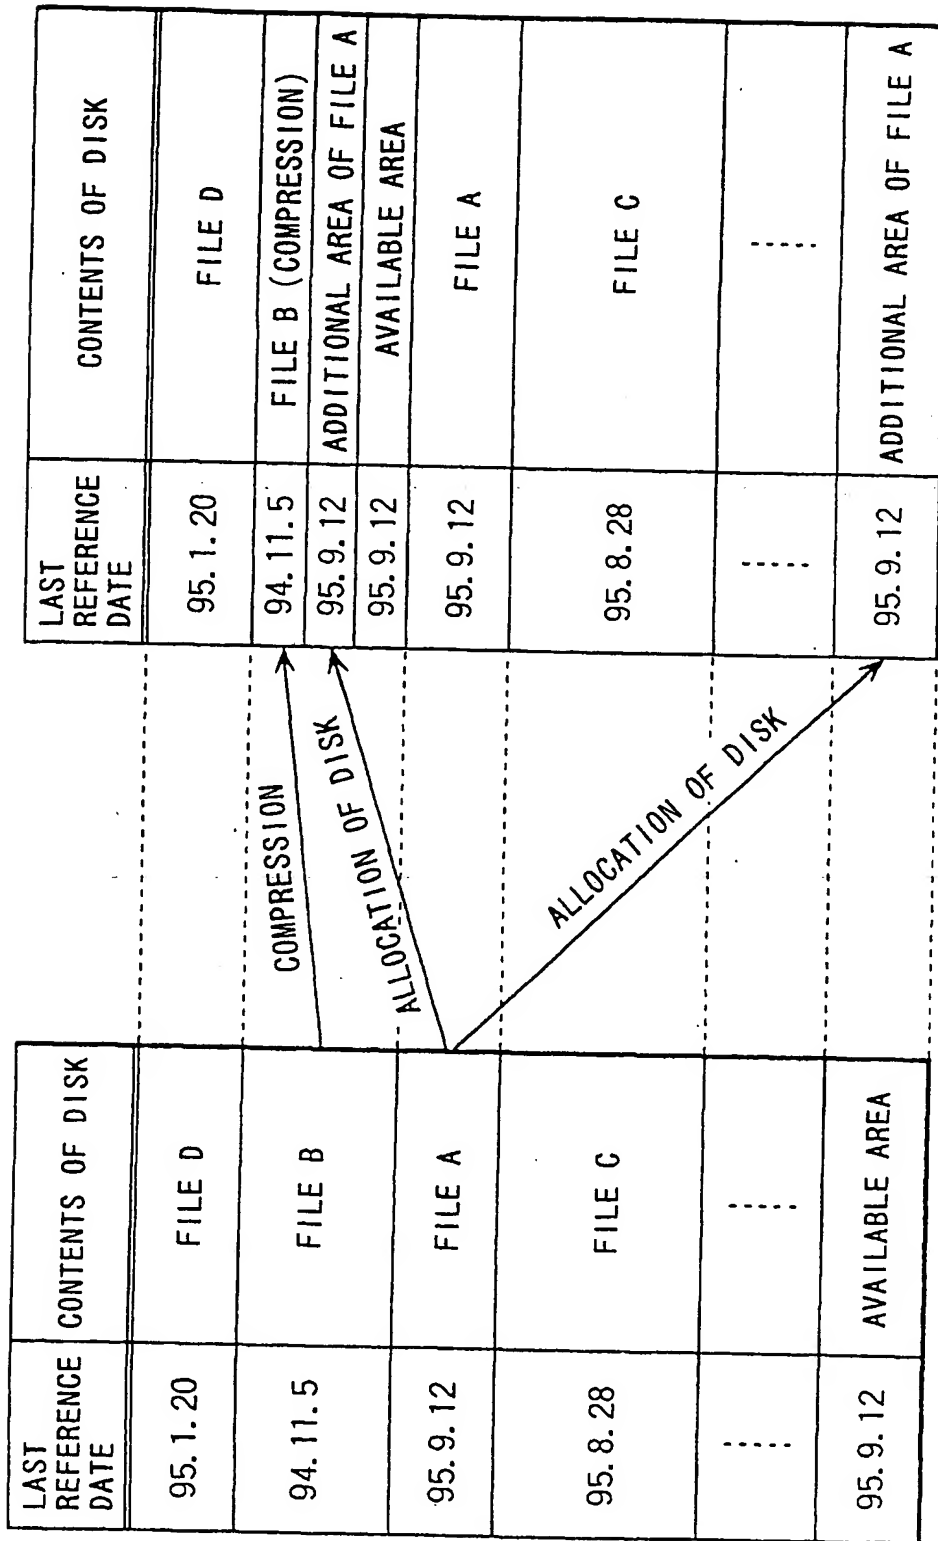 LAST
REFERENCE
DATE
CONTENTS OF DISK
95. 1. 20
FILE D
94. 11. 5
FILE B
95. 9. 12
FILE A
95. 8. 28
FILE C
95. 9. 12
AVAILABLE AREA
COMPRESSION
ALLOCATION OF DISK
ALLOCATION OF DISK
LAST
REFERENCE
DATE
CONTENTS OF DISK
95. 1. 20
FILE D
94. 11. 5
FILE B (COMPRESSION)
95. 9. 12
ADDITIONAL AREA OF FILE A
95. 9. 12
AVAILABLE AREA
95. 9. 12
FILE A
95. 8. 28
FILE C
95. 9. 12
ADDITIONAL AREA OF FILE A